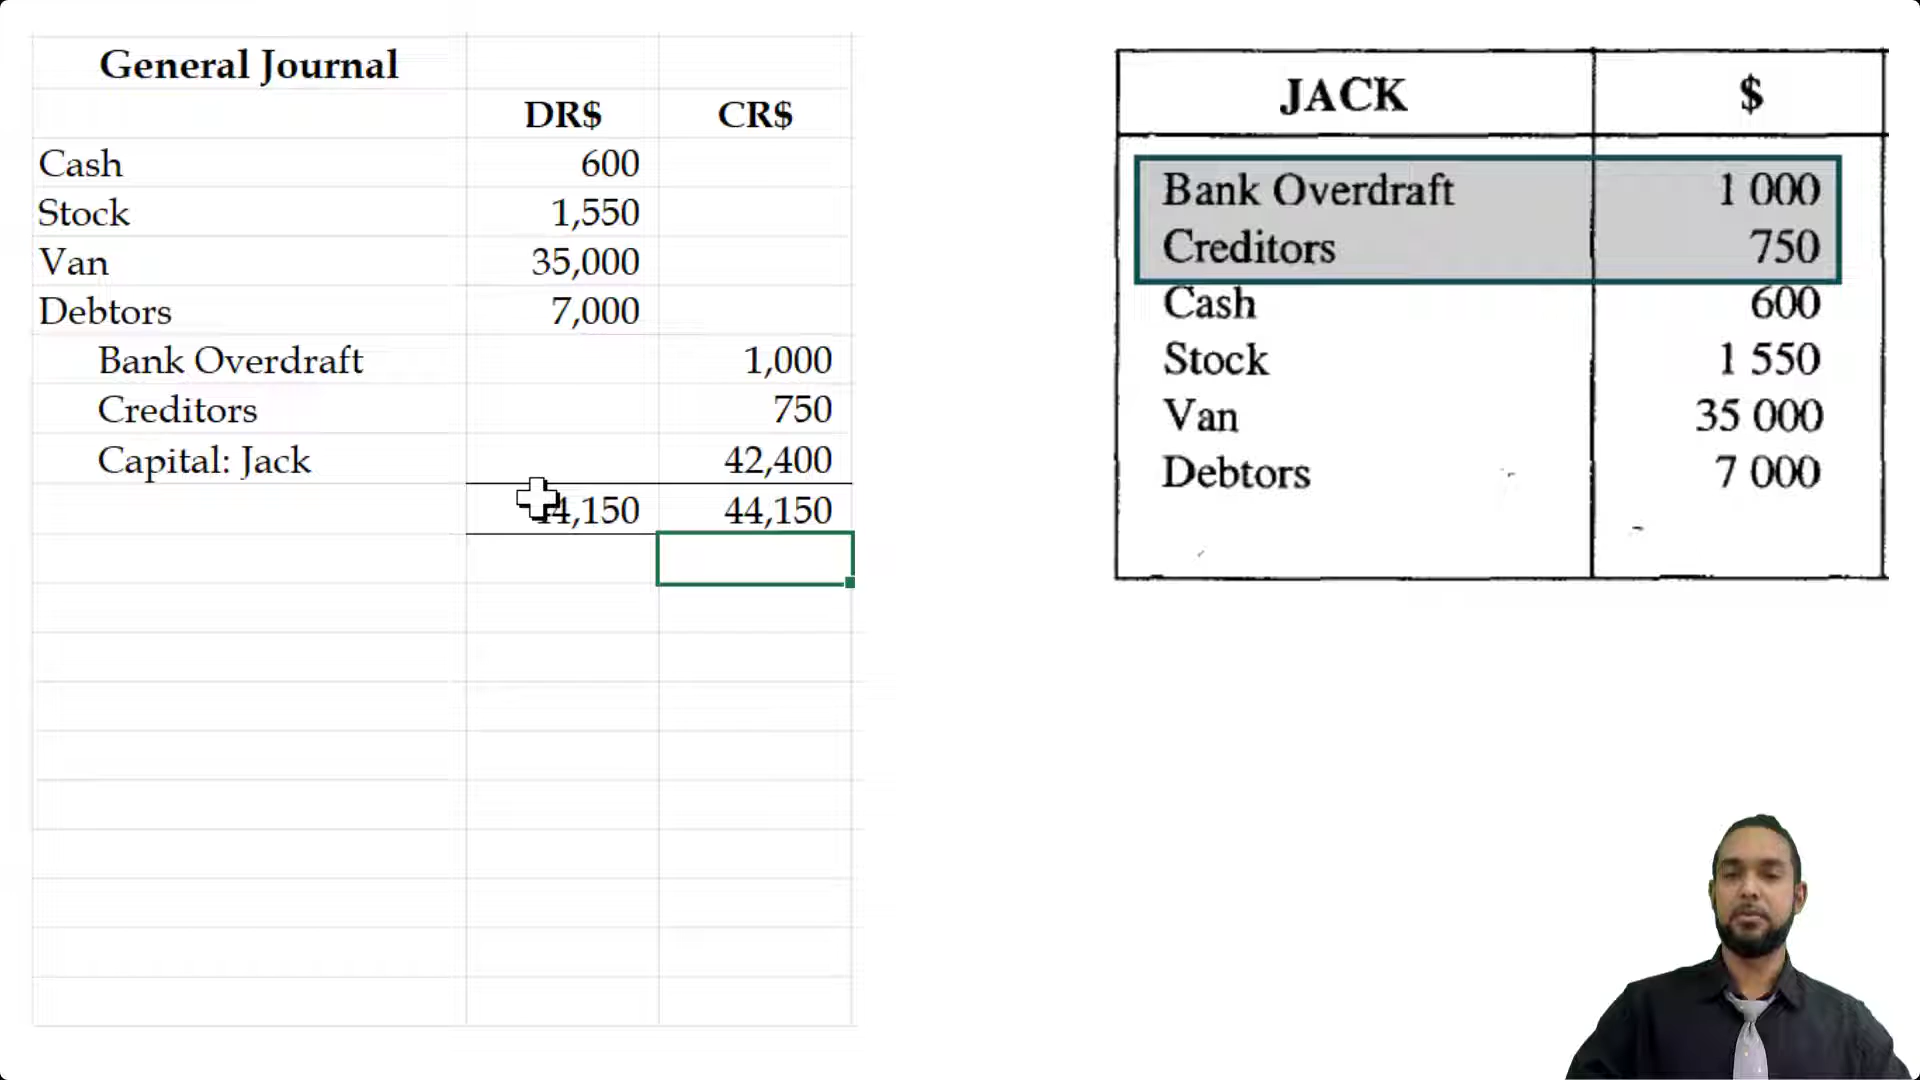 General Journal
DR$ CR$
Cash 600
Stock 1,550
Van 35,000
Debtors 7,000
Bank Overdraft 1,000
Creditors 750
Capital: Jack 42,400
4,150 44,150
JACK $
Bank Overdraft 1 000
Creditors 750
Cash 600
Stock 1 550
Van 35 000
Debtors 7 000